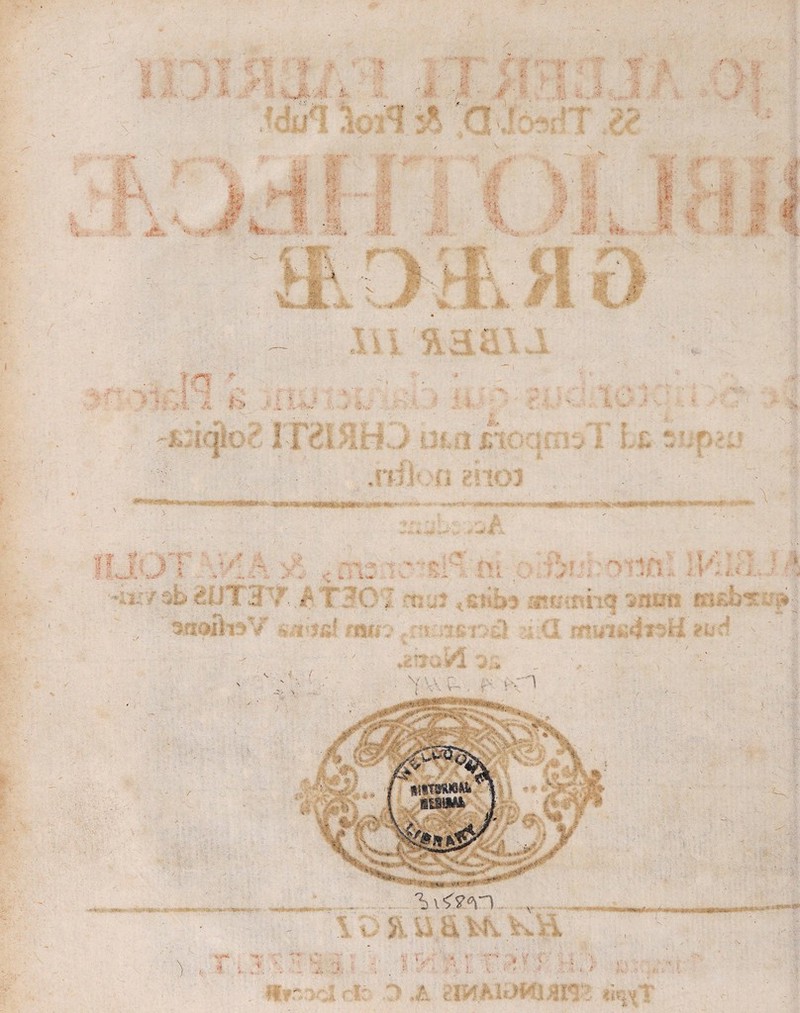 JO. ALBERTI FABRICII
SS. Theol. D. & Prof. Publ.
BIBLIOTHECÆ
GRÆCÆ
LIBER III
De Scriptoribus qui claruerunt à Platone
usque ad Tempora nati CHRISTI Sospita-
toris nostri.
Accedunt
ALBINI introductio in Platonem, & ANATOLII
quædam nunc primum edita, tum POETA VETUS de
bus Herbarum Diis sacratarum, cum latina Versione
ac Notis.
WELLCOME
HISTORICAL
MEDICAL
LIBRARY
315897
HAMBURGI
CHRISTIANI LIEBEZEIT
Typis SPIRINGIANIS A. C.